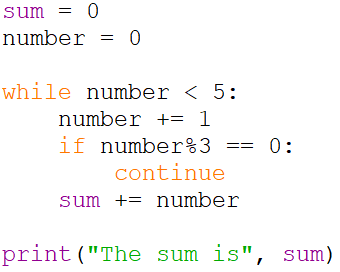 sum = 0
number = 0

while number < 5:
    number += 1
    if number%3 == 0:
        continue
    sum += number

print("The sum is", sum)